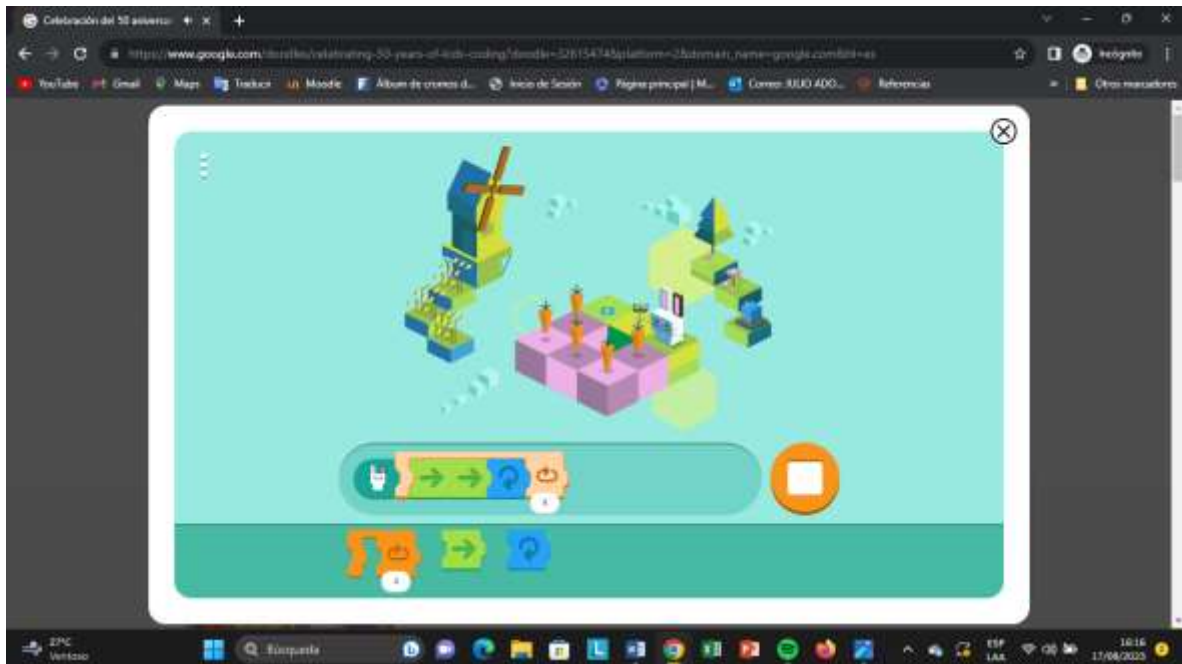 Celebración del 50 aniversar
www.google.com
Incógnito
YouTube Gmail Maps Traducir Moodle Álbum de cromos d... Inicio de Sesión Página principal | M... Correo: JULIO ADO... Referencias Otros marcadores
4
4
27°C
Ventoso
Búsqueda
ESP
LAA
16:16
17/08/2023